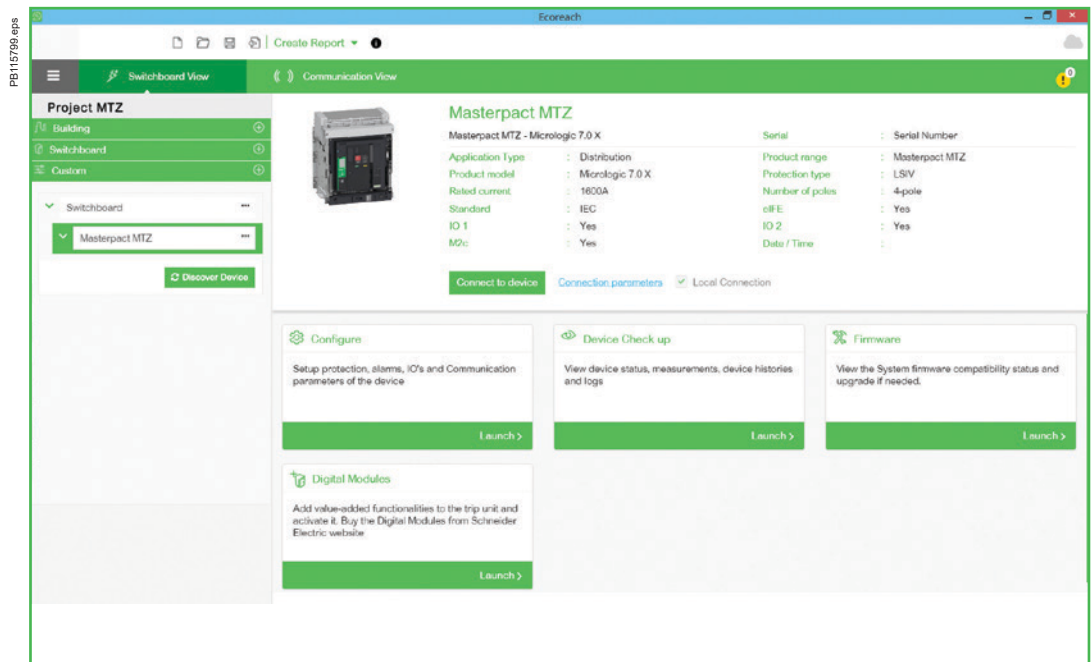 PB115799.eps
Ecoreach
Create Report
Switchboard View
Communication View
0
Project MTZ
Building
Switchboard
Custom
Switchboard
Masterpact MTZ
Discover Device
Masterpact MTZ
Masterpact MTZ - Micrologic 7.0 X Serial : Serial Number
Application Type : Distribution Product range : Masterpact MTZ
Product model : Micrologic 7.0 X Protection type : LSIV
Rated current : 1600A Number of poles : 4-pole
Standard : IEC eIFE : Yes
IO 1 : Yes IO 2 : Yes
M2c : Yes Date / Time :
Connect to device Connection parameters Local Connection
Configure
Setup protection, alarms, IO's and Communication
parameters of the device
Launch >
Device Check up
View device status, measurements, device histories
and logs
Launch >
Firmware
View the System firmware compatibility status and
upgrade if needed.
Launch >
Digital Modules
Add value-added functionalities to the trip unit and
activate it. Buy the Digital Modules from Schneider
Electric website
Launch >